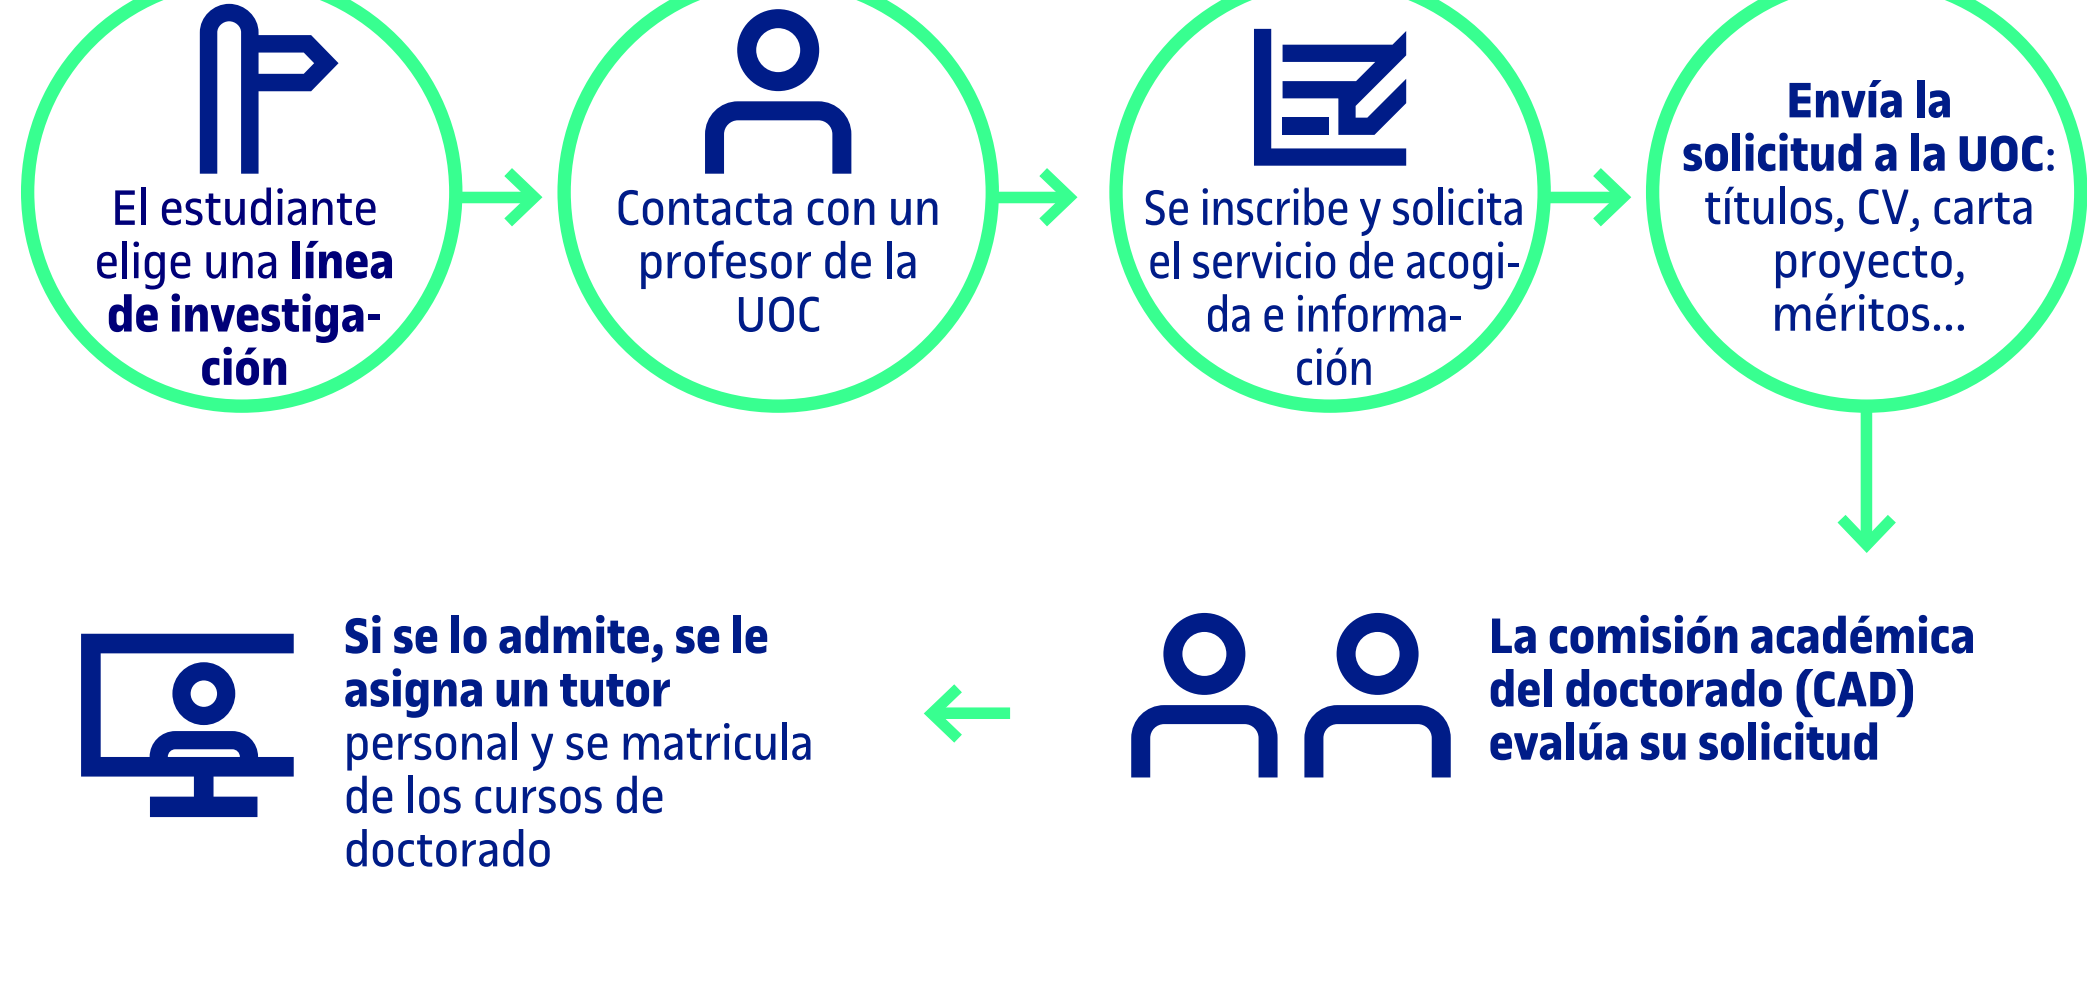 El estudiante
elige una línea
de investiga-
ción
Contacta con un
profesor de la
UOC
Se inscribe y solicita
el servicio de acogi-
da e informa-
ción
Envía la
solicitud a la UOC:
títulos, CV, carta
proyecto,
méritos...
La comisión académica
del doctorado (CAD)
evalúa su solicitud
Si se lo admite, se le
asigna un tutor
personal y se matricula
de los cursos de
doctorado